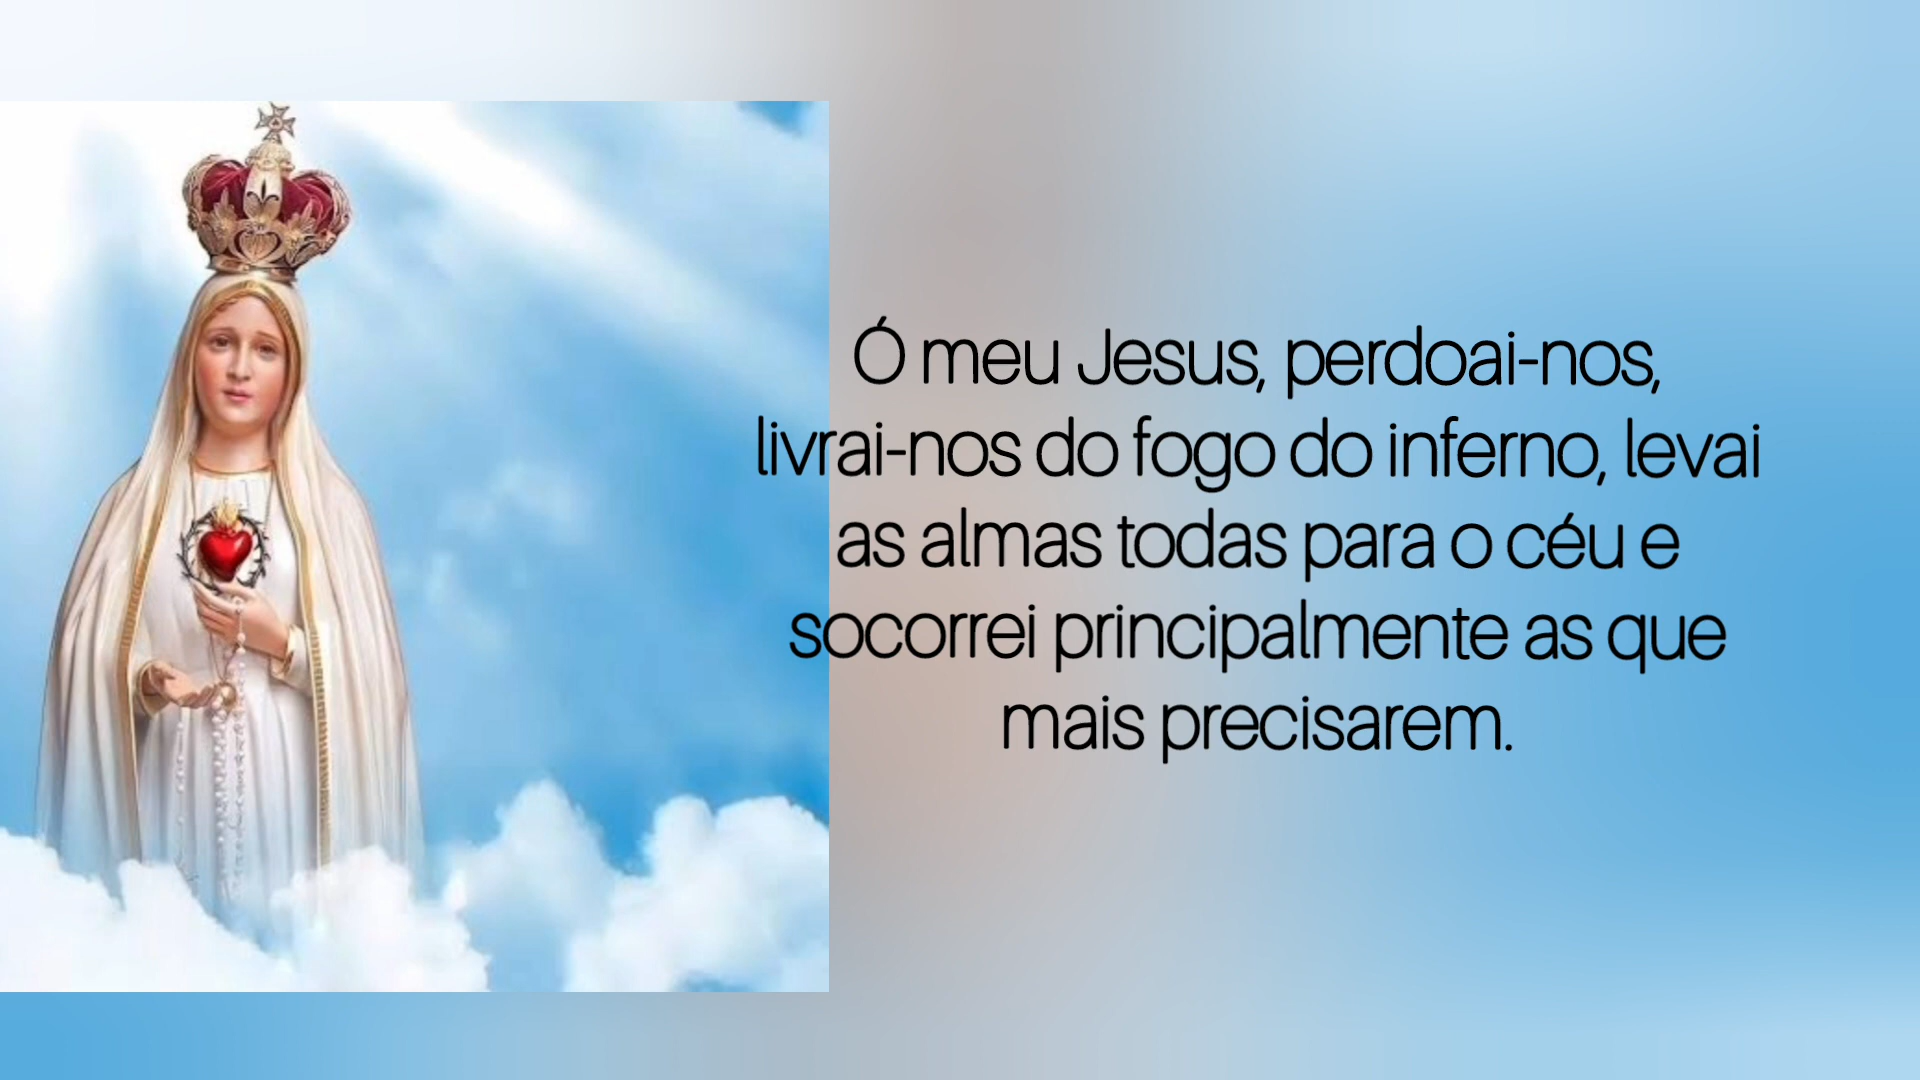 Ó meu Jesus, perdoai-nos,
livrai-nos do fogo do inferno, levai
as almas todas para o céu e
socorrei principalmente as que
mais precisarem.